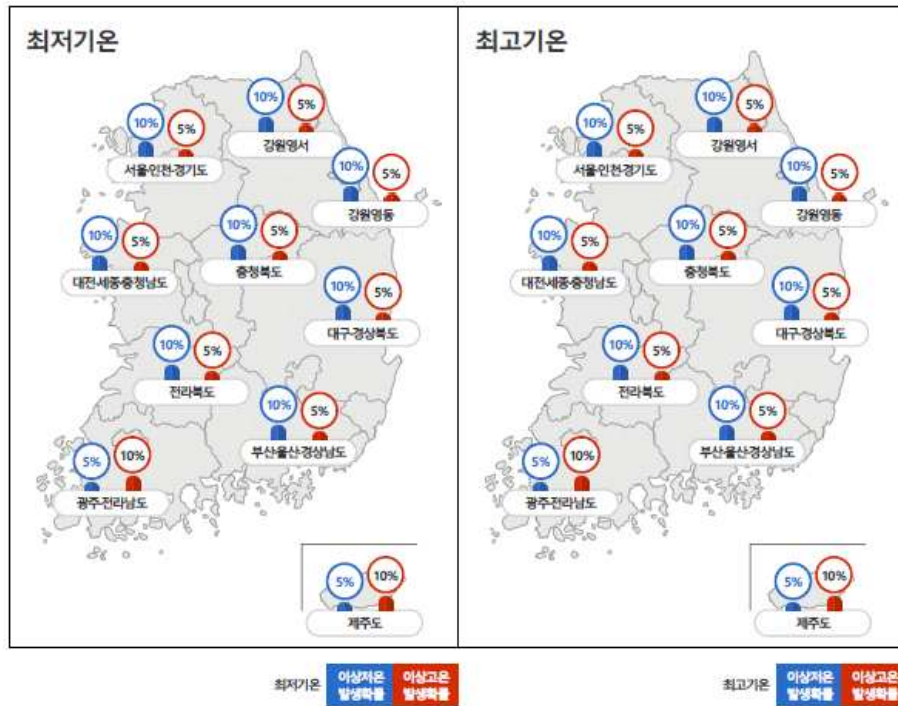 최저기온
10% 5%
강원영서
10% 5%
서울·인천·경기도
10% 5%
강원영동
10% 5%
충청북도
10% 5%
대전·세종·충청남도
10% 5%
대구·경상북도
10% 5%
전라북도
10% 5%
부산·울산·경상남도
5% 10%
광주·전라남도
5% 10%
제주도
최저기온
이상저온 이상고온
발생확률 발생확률
최고기온
10% 5%
강원영서
10% 5%
서울·인천·경기도
10% 5%
강원영동
10% 5%
충청북도
10% 5%
대전·세종·충청남도
10% 5%
대구·경상북도
10% 5%
전라북도
10% 5%
부산·울산·경상남도
5% 10%
광주·전라남도
5% 10%
제주도
최고기온
이상저온 이상고온
발생확률 발생확률